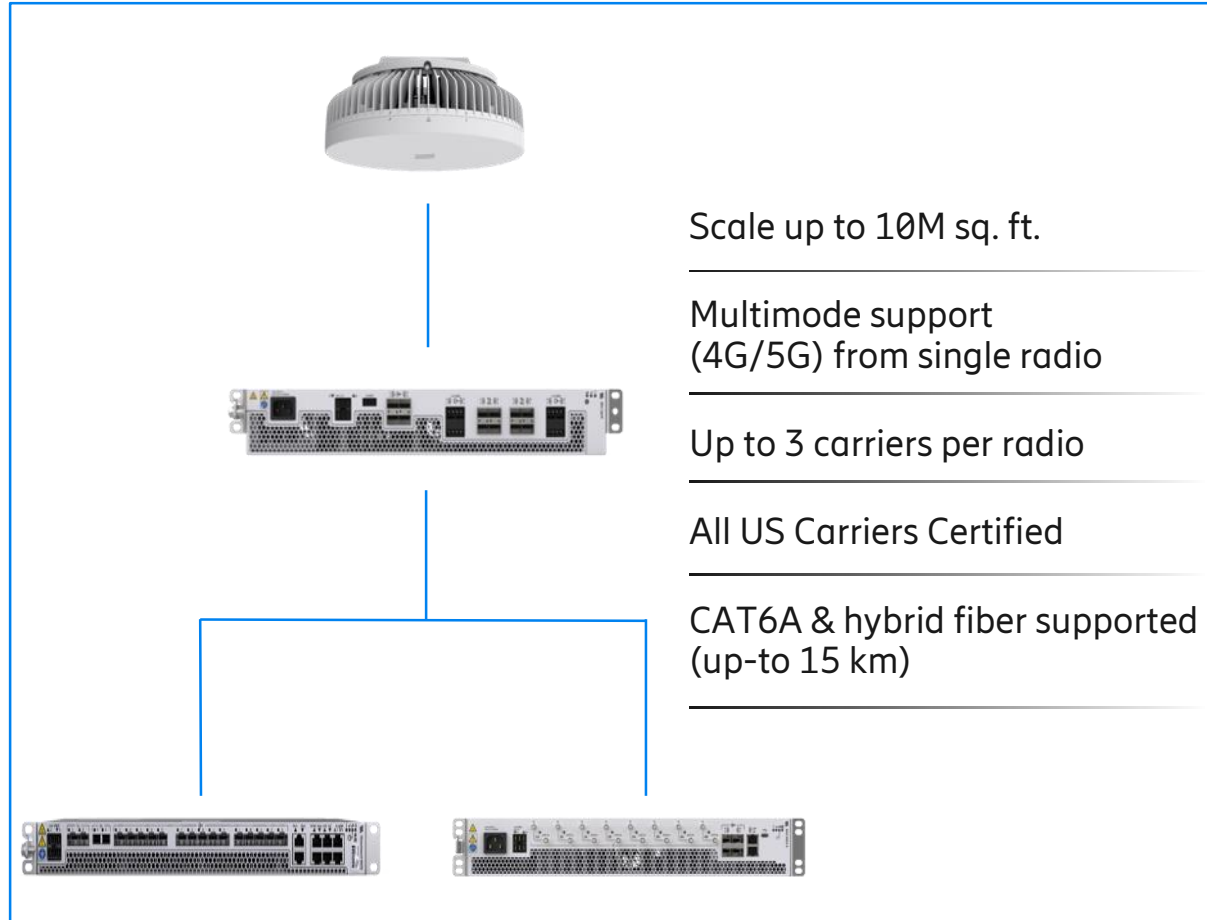 Scale up to 10M sq. ft.
Multimode support
(4G/5G) from single radio
Up to 3 carriers per radio
All US Carriers Certified
CAT6A & hybrid fiber supported
(up-to 15 km)